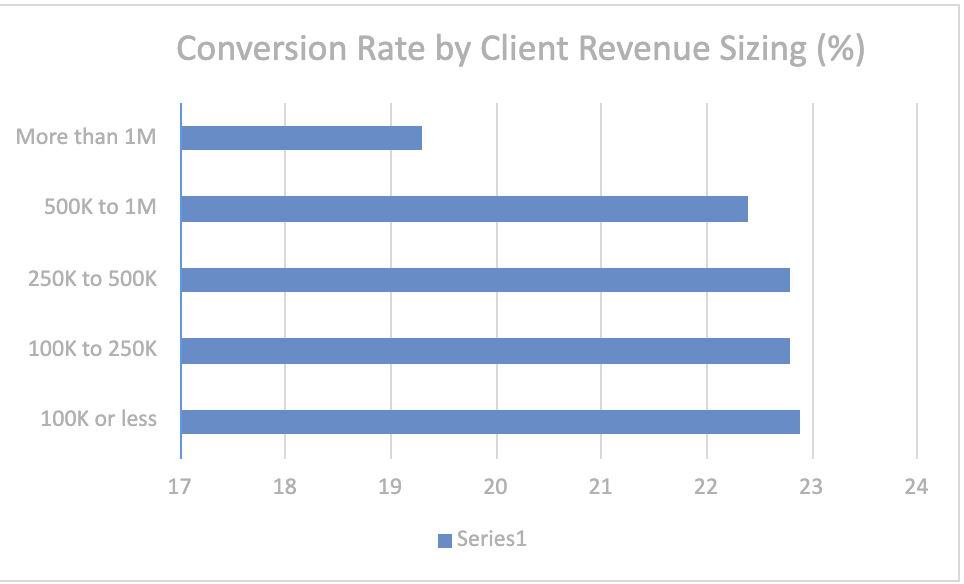 Conversion Rate by Client Revenue Sizing (%)
More than 1M
500K to 1M
250K to 500K
100K to 250K
100K or less
17 18 19 20 21 22 23 24
Series1